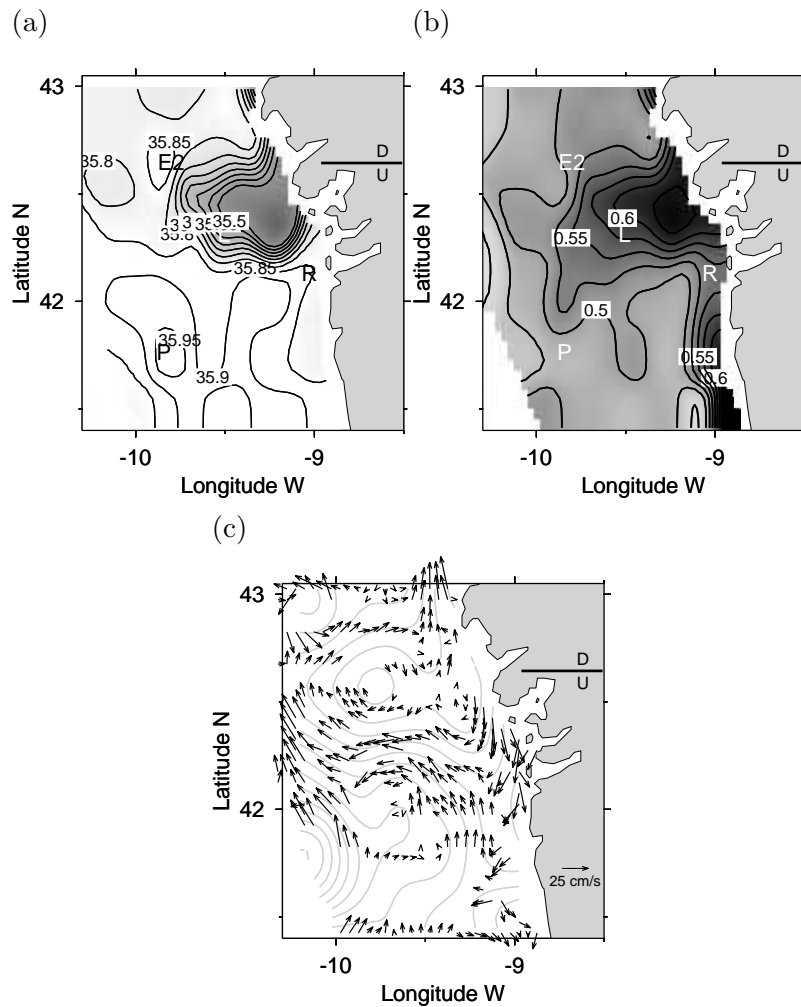 (a)
(b)
43
42
-10
-9
Latitude N
Longitude W
35.8
35.85
E2
35.8
35.5
35.85
R
35.95
P
35.9
D
U
43
42
-10
-9
Latitude N
Longitude W
E2
0.6
L
0.55
R
0.5
P
0.55
0.6
D
U
(c)
43
42
-10
-9
Latitude N
Longitude W
D
U
25 cm/s